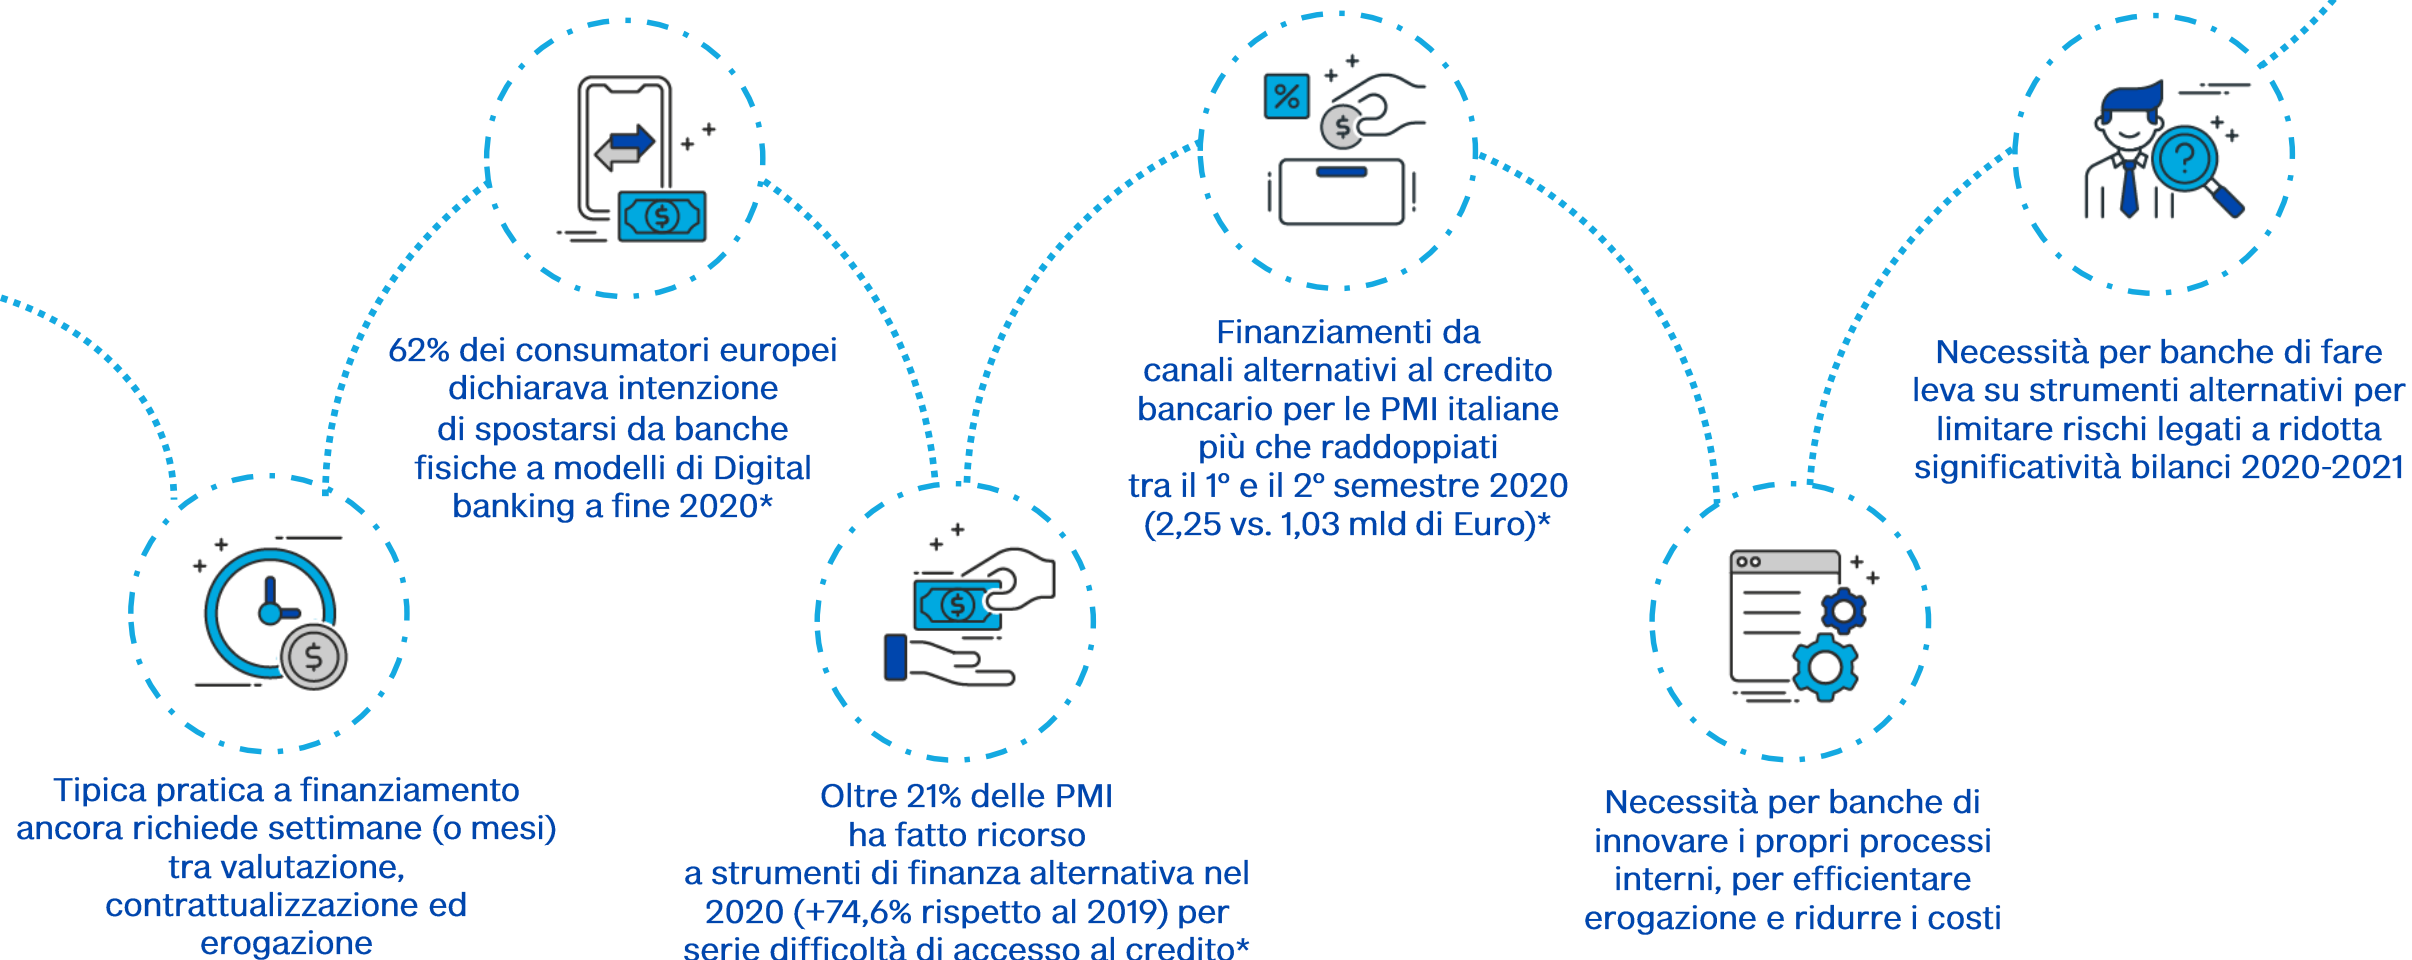 Tipica pratica a finanziamento
ancora richiede settimane (o mesi)
tra valutazione,
contrattualizzazione ed
erogazione
62% dei consumatori europei
dichiarava intenzione
di spostarsi da banche
fisiche a modelli di Digital
banking a fine 2020*
Oltre 21% delle PMI
ha fatto ricorso
a strumenti di finanza alternativa nel
2020 (+74,6% rispetto al 2019) per
serie difficoltà di accesso al credito*
Finanziamenti da
canali alternativi al credito
bancario per le PMI italiane
più che raddoppiati
tra il 1° e il 2° semestre 2020
(2,25 vs. 1,03 mld di Euro)*
Necessità per banche di
innovare i propri processi
interni, per efficientare
erogazione e ridurre i costi
Necessità per banche di fare
leva su strumenti alternativi per
limitare rischi legati a ridotta
significatività bilanci 2020-2021